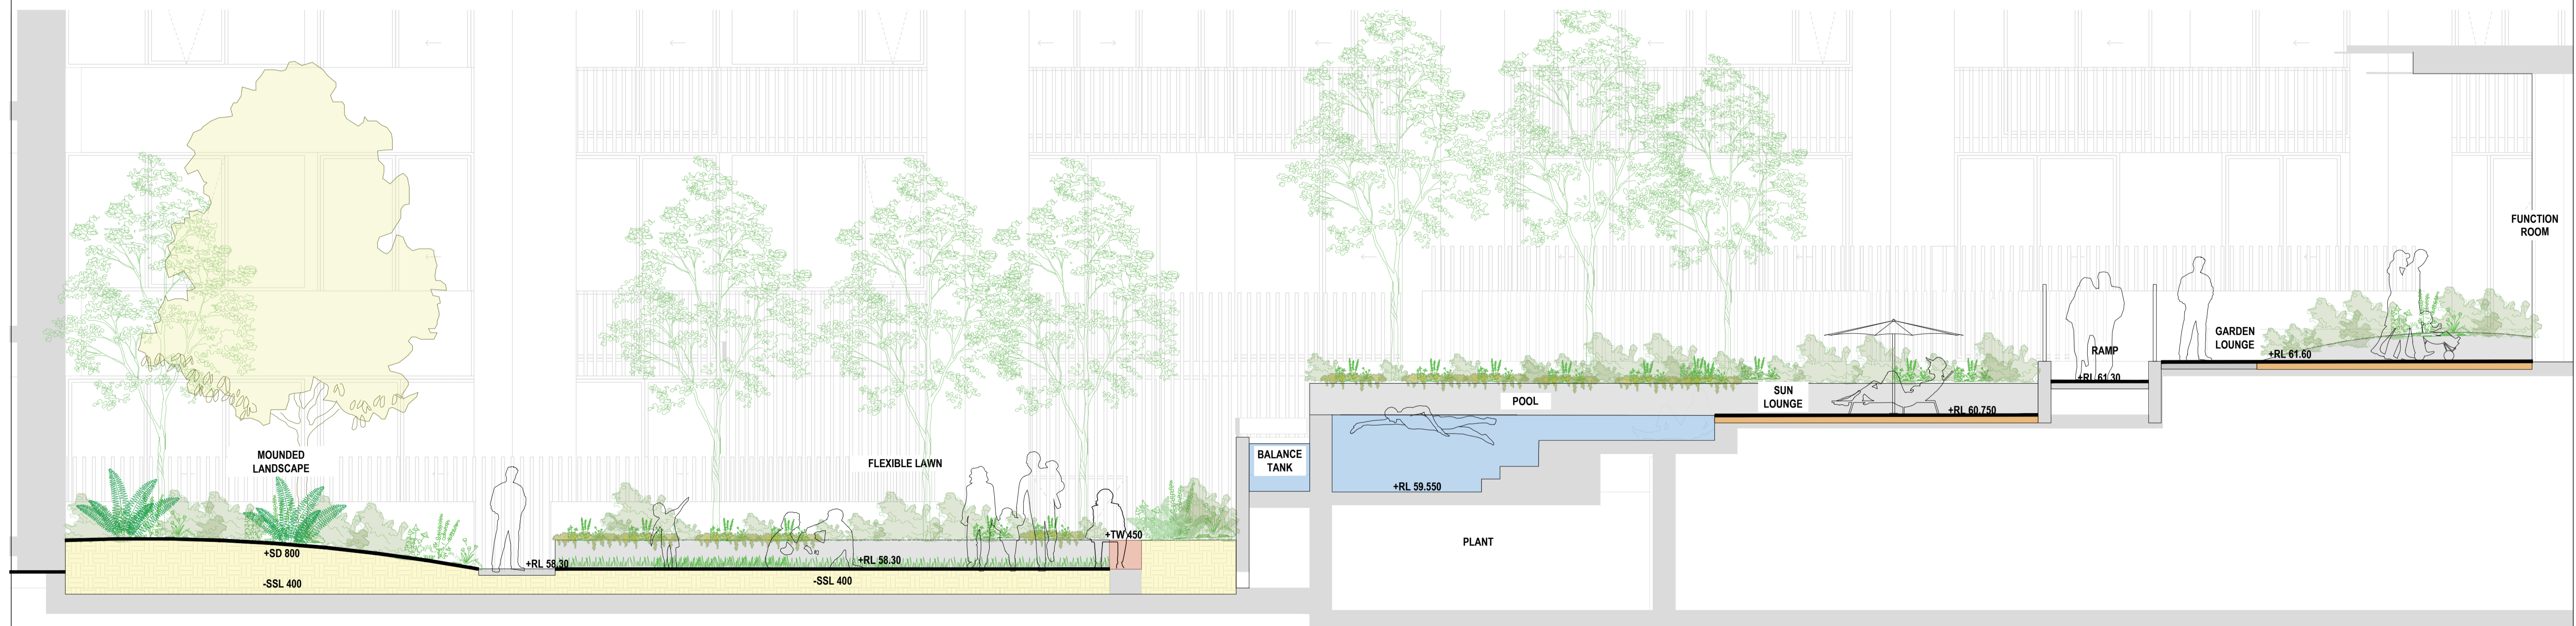 MOUNDED
LANDSCAPE
+SD 800
-SSL 400
+RL 58.30
FLEXIBLE LAWN
+RL 58.30
-SSL 400
+TW 450
BALANCE
TANK
POOL
+RL 59.550
PLANT
SUN
LOUNGE
+RL 60.750
RAMP
+RL 61.30
GARDEN
LOUNGE
+RL 61.60
FUNCTION
ROOM